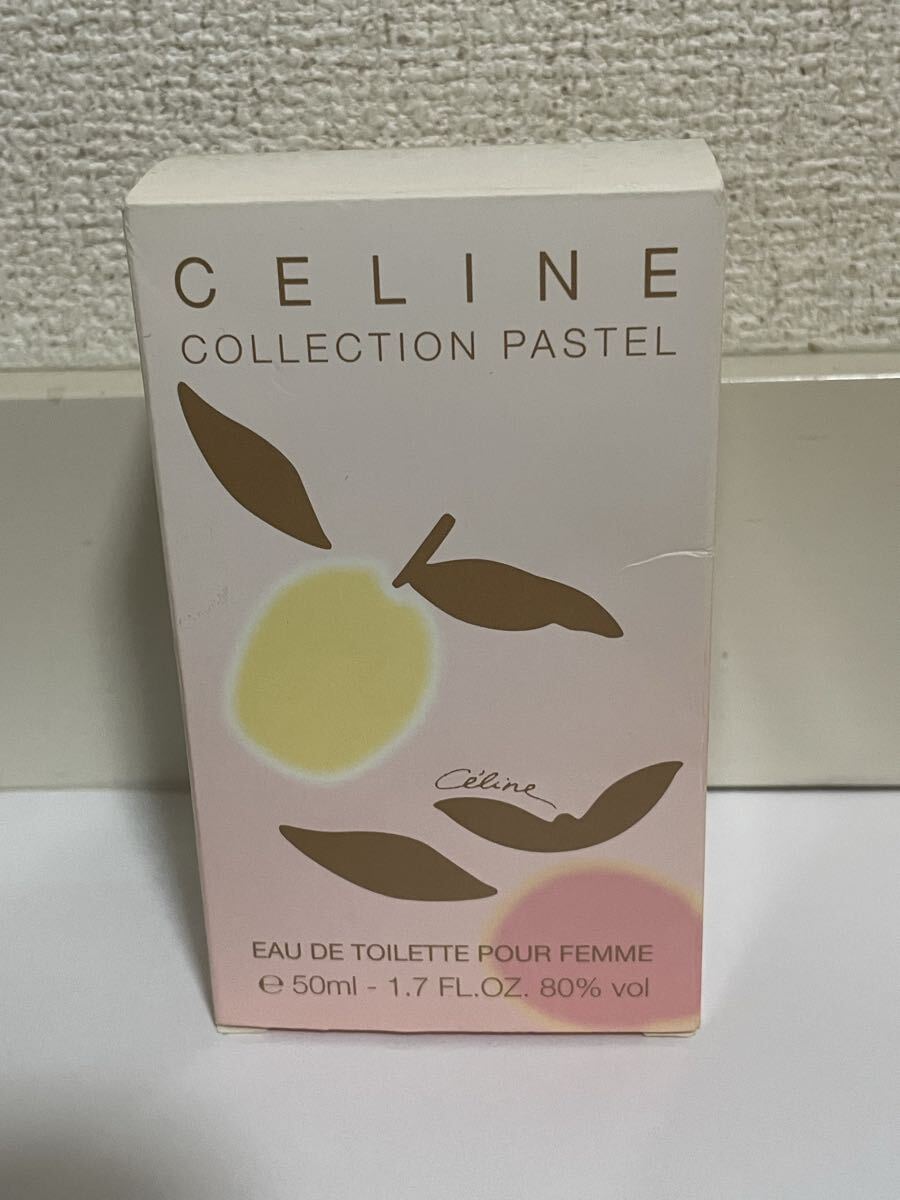 CELINE
COLLECTION PASTEL
Céline
EAU DE TOILETTE POUR FEMME
℮ 50ml - 1.7 FL.OZ. 80% vol